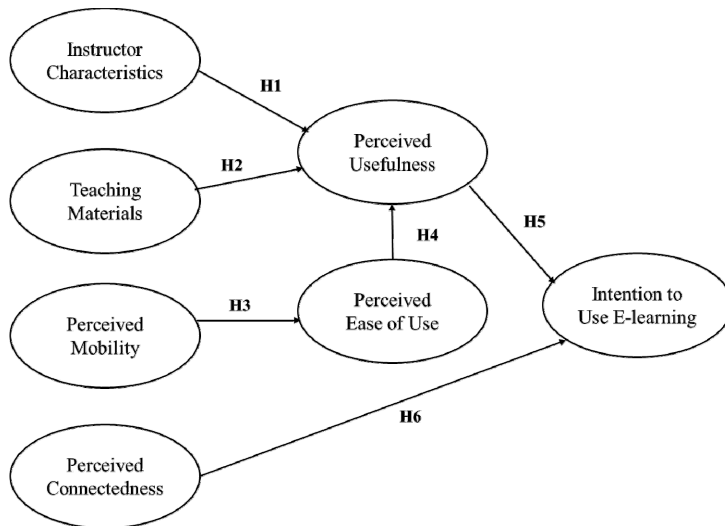 Instructor
Characteristics
H1
Perceived
Usefulness
H2
Teaching
Materials
H4
H5
H3
Perceived
Mobility
Perceived
Ease of Use
Intention to
Use E-learning
H6
Perceived
Connectedness